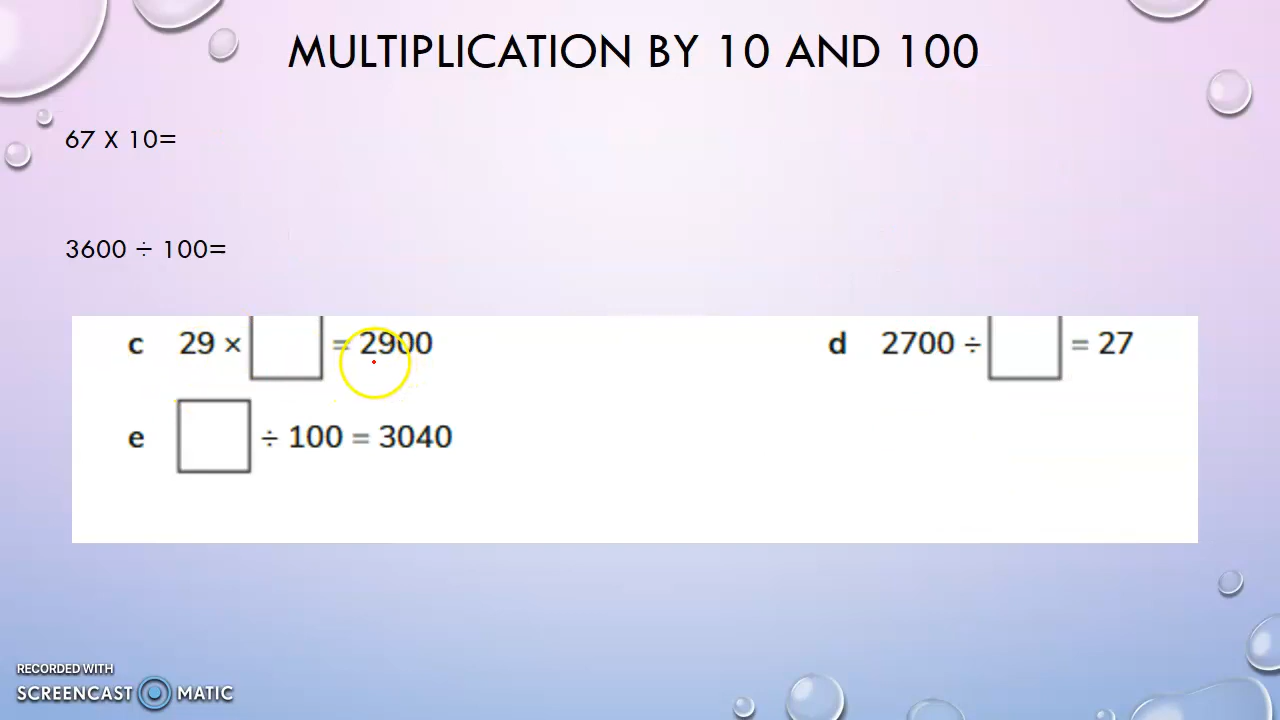 MULTIPLICATION BY 10 AND 100
67 X 10=
3600 ÷ 100=
c 29 × = 2900
d 2700 ÷ = 27
e ÷ 100 = 3040
RECORDED WITH
SCREENCAST MATIC